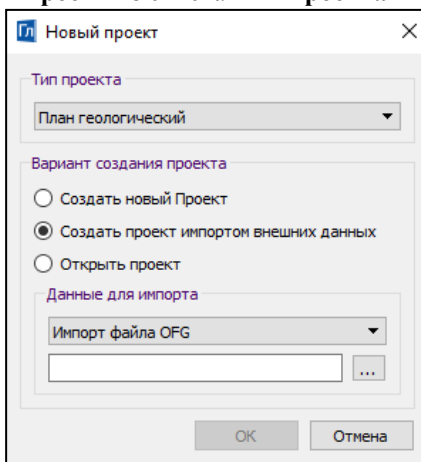 Гл Новый проект
Тип проекта
План геологический
Вариант создания проекта
Создать новый Проект
Создать проект импортом внешних данных
Открыть проект
Данные для импорта
Импорт файла OFG
...
OK
Отмена